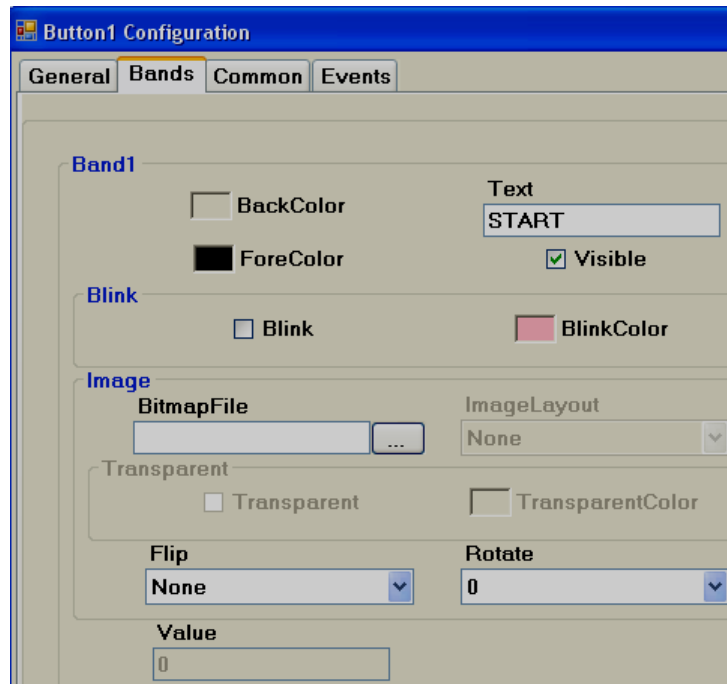 Button1 Configuration
General Bands Common Events
Band1
BackColor
Text
START
ForeColor
Visible
Blink
Blink
BlinkColor
Image
BitmapFile
ImageLayout
...
None
Transparent
Transparent
TransparentColor
Flip
Rotate
None
0
Value
0